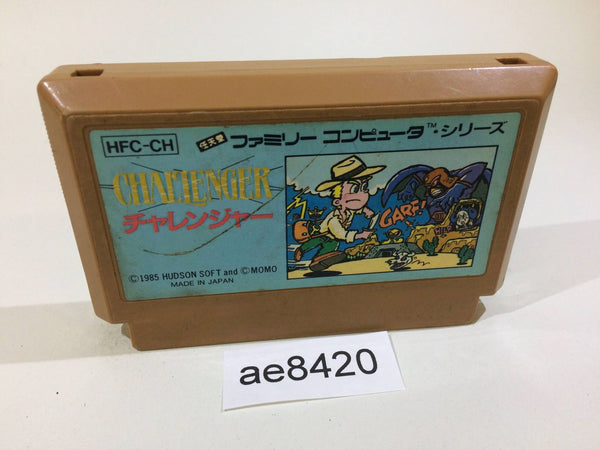 HFC-CH
任天堂 ファミリー コンピュータ™・シリーズ
CHALLENGER
チャレンジャー
GARF!
©1985 HUDSON SOFT and ©MOMO
MADE IN JAPAN
ae8420